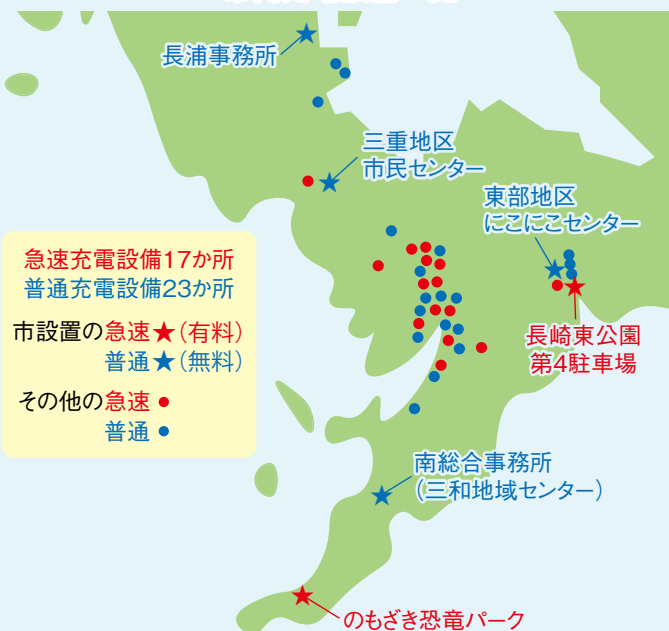 長浦事務所
三重地区
市民センター
東部地区
にこにこセンター
急速充電設備17か所
普通充電設備23か所
市設置の急速★(有料)
普通★(無料)
その他の急速●
普通●
長崎東公園
第4駐車場
南総合事務所
(三和地域センター)
のもざき恐竜パーク